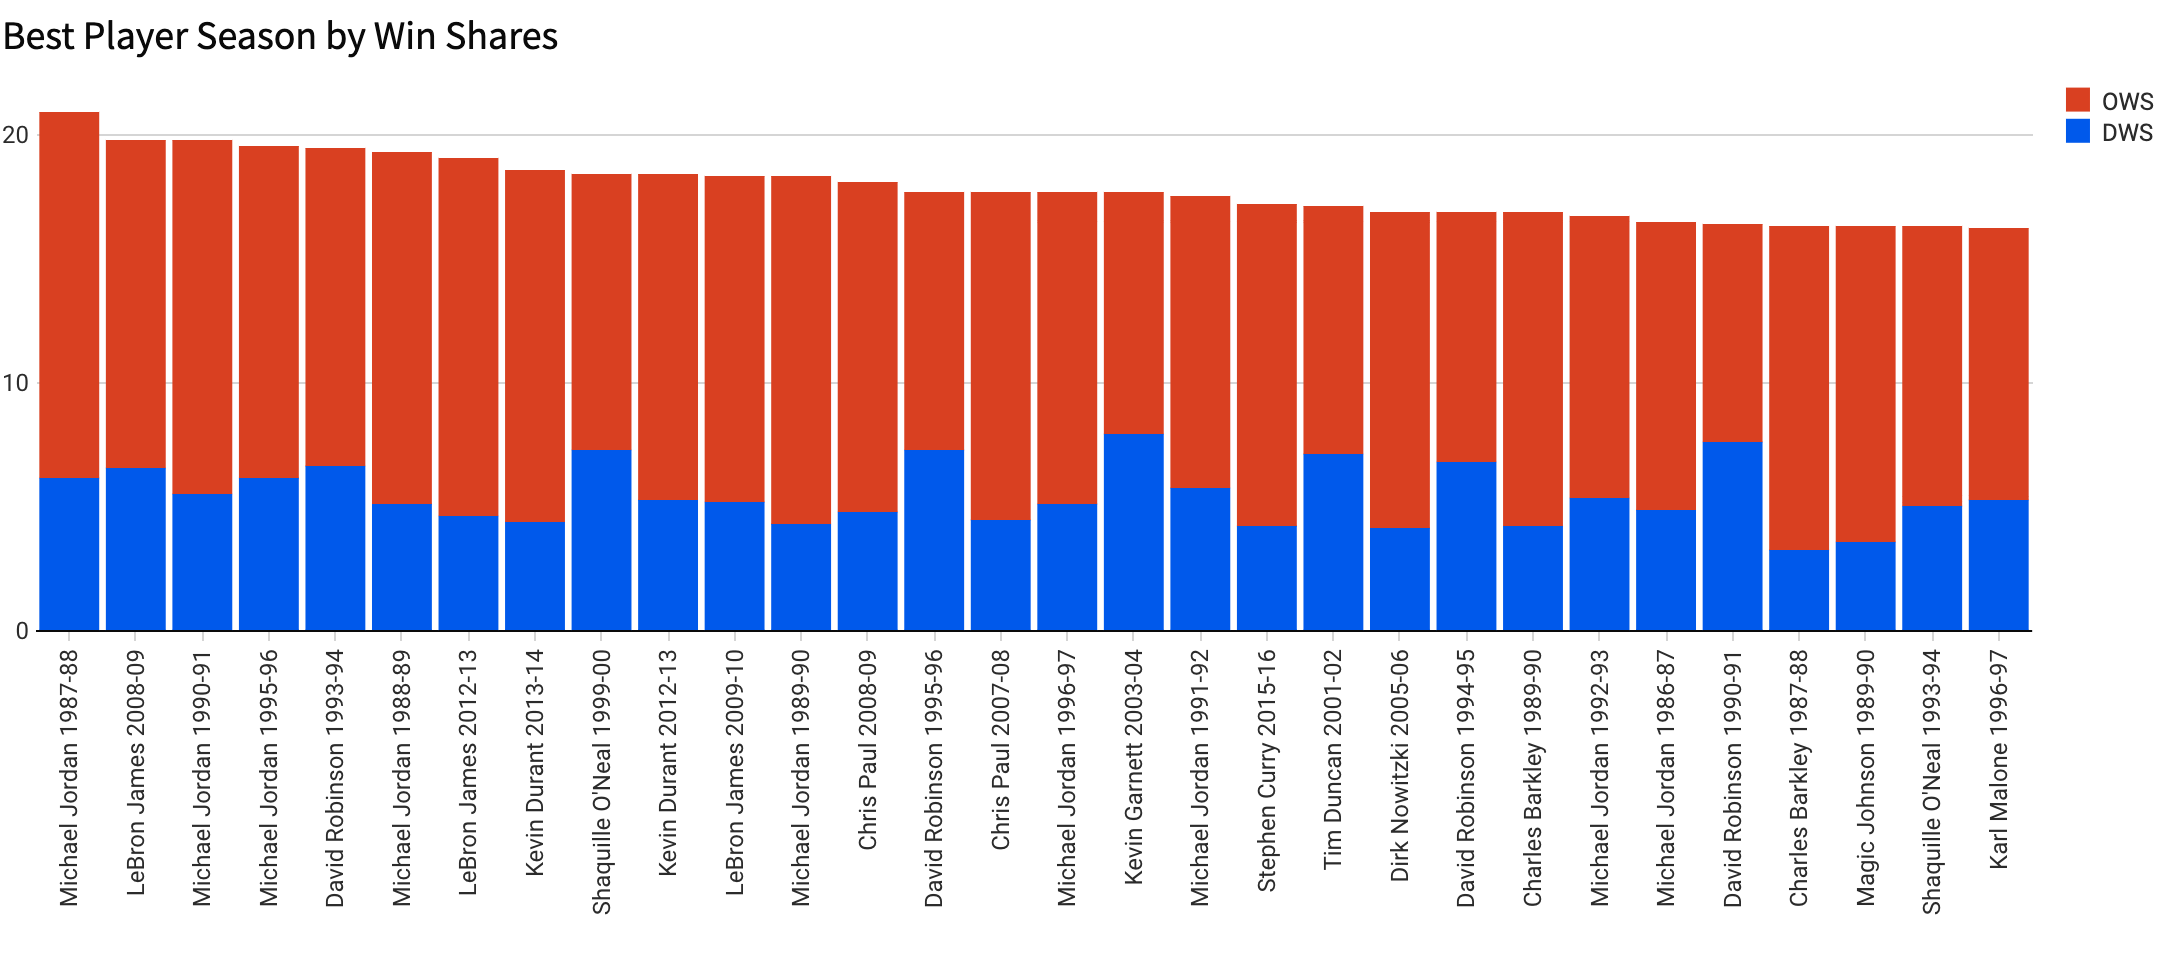 Best Player Season by Win Shares
OWS
DWS
20
10
0
Michael Jordan 1987-88
LeBron James 2008-09
Michael Jordan 1990-91
Michael Jordan 1995-96
David Robinson 1993-94
Michael Jordan 1988-89
LeBron James 2012-13
Kevin Durant 2013-14
Shaquille O'Neal 1999-00
Kevin Durant 2012-13
LeBron James 2009-10
Michael Jordan 1989-90
Chris Paul 2008-09
David Robinson 1995-96
Chris Paul 2007-08
Michael Jordan 1996-97
Kevin Garnett 2003-04
Michael Jordan 1991-92
Stephen Curry 2015-16
Tim Duncan 2001-02
Dirk Nowitzki 2005-06
David Robinson 1994-95
Charles Barkley 1989-90
Michael Jordan 1992-93
Michael Jordan 1986-87
David Robinson 1990-91
Charles Barkley 1987-88
Magic Johnson 1989-90
Shaquille O'Neal 1993-94
Karl Malone 1996-97